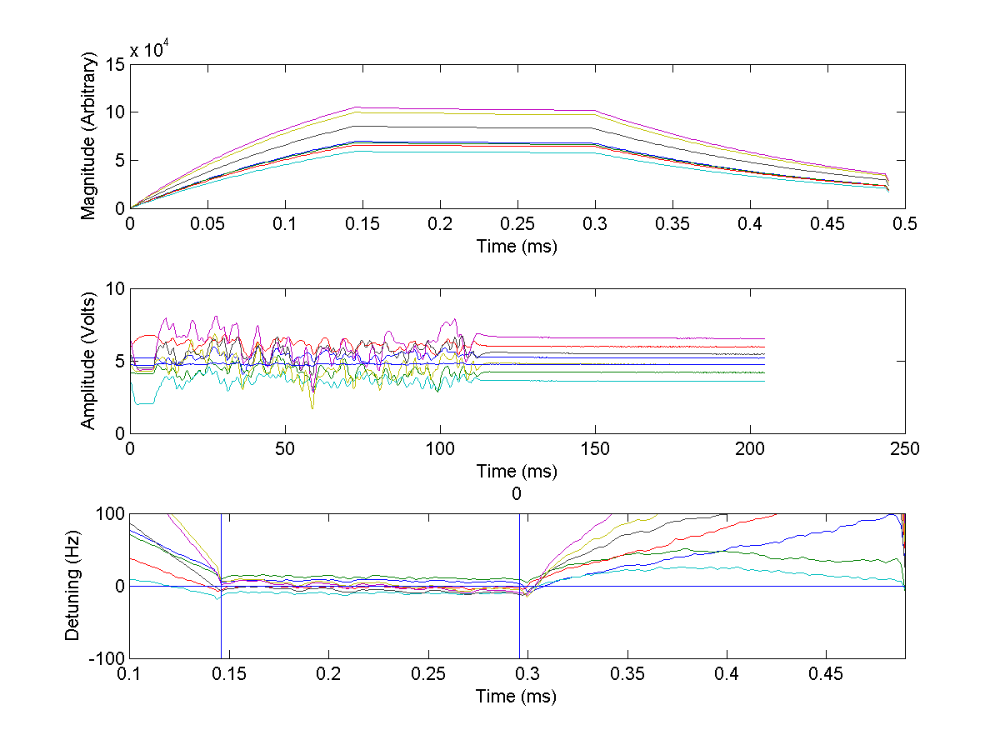 x 10^4
15
10
5
0
Magnitude (Arbitrary)
0 0.05 0.1 0.15 0.2 0.25 0.3 0.35 0.4 0.45 0.5
Time (ms)
10
5
0
Amplitude (Volts)
0 50 100 150 200 250
Time (ms)
0
100
0
-100
Detuning (Hz)
0.1 0.15 0.2 0.25 0.3 0.35 0.4 0.45
Time (ms)